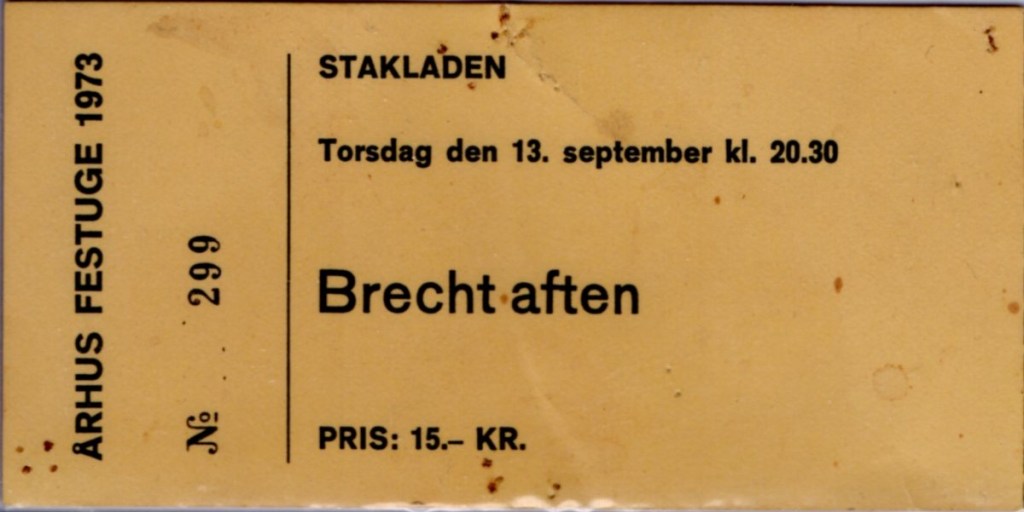 ÅRHUS FESTUGE 1973
№ 299
STAKLADEN
Torsdag den 13. september kl. 20.30
Brecht aften
PRIS: 15.– KR.